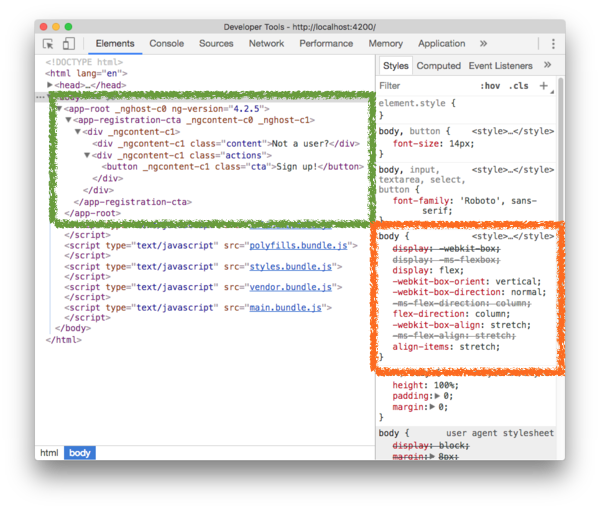 Developer Tools - http://localhost:4200/
Elements Console Sources Network Performance Memory Application »
<!DOCTYPE html>
<html lang="en">
<head>…</head>
<app-root _nghost-c0 ng-version="4.2.5">
<app-registration-cta _ngcontent-c0 _nghost-c1>
<div _ngcontent-c1>
<div _ngcontent-c1 class="content">Not a user?</div>
<div _ngcontent-c1 class="actions">
<button _ngcontent-c1 class="cta">Sign up!</button>
</div>
</div>
</app-registration-cta>
</app-root>
</script>
<script type="text/javascript" src="polyfills.bundle.js">
</script>
<script type="text/javascript" src="styles.bundle.js">
</script>
<script type="text/javascript" src="vendor.bundle.js">
</script>
<script type="text/javascript" src="main.bundle.js">
</script>
</body>
</html>
html body
Styles Computed Event Listeners »
Filter :hov .cls +
element.style {
}
body, button { <style>…</style>
font-size: 14px;
}
body, input, <style>…</style>
textarea, select,
button {
font-family: 'Roboto', sans-
serif;
}
body { <style>…</style>
display: -webkit-box;
display: -ms-flexbox;
display: flex;
-webkit-box-orient: vertical;
-webkit-box-direction: normal;
-ms-flex-direction: column;
flex-direction: column;
-webkit-box-align: stretch;
-ms-flex-align: stretch;
align-items: stretch;
}
height: 100%;
padding: 0;
margin: 0;
}
body { user agent stylesheet
display: block;
margin: 8px;